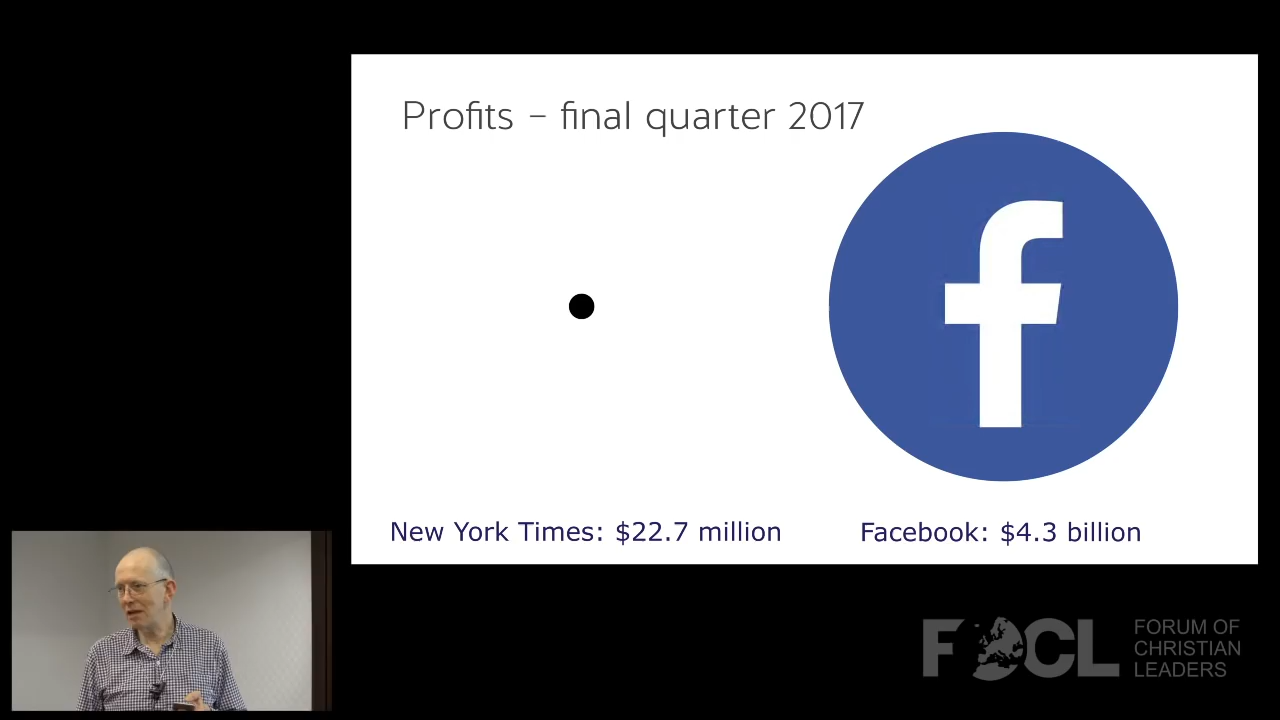 Profits – final quarter 2017
f
New York Times: $22.7 million
Facebook: $4.3 billion
FOCL
FORUM OF
CHRISTIAN
LEADERS